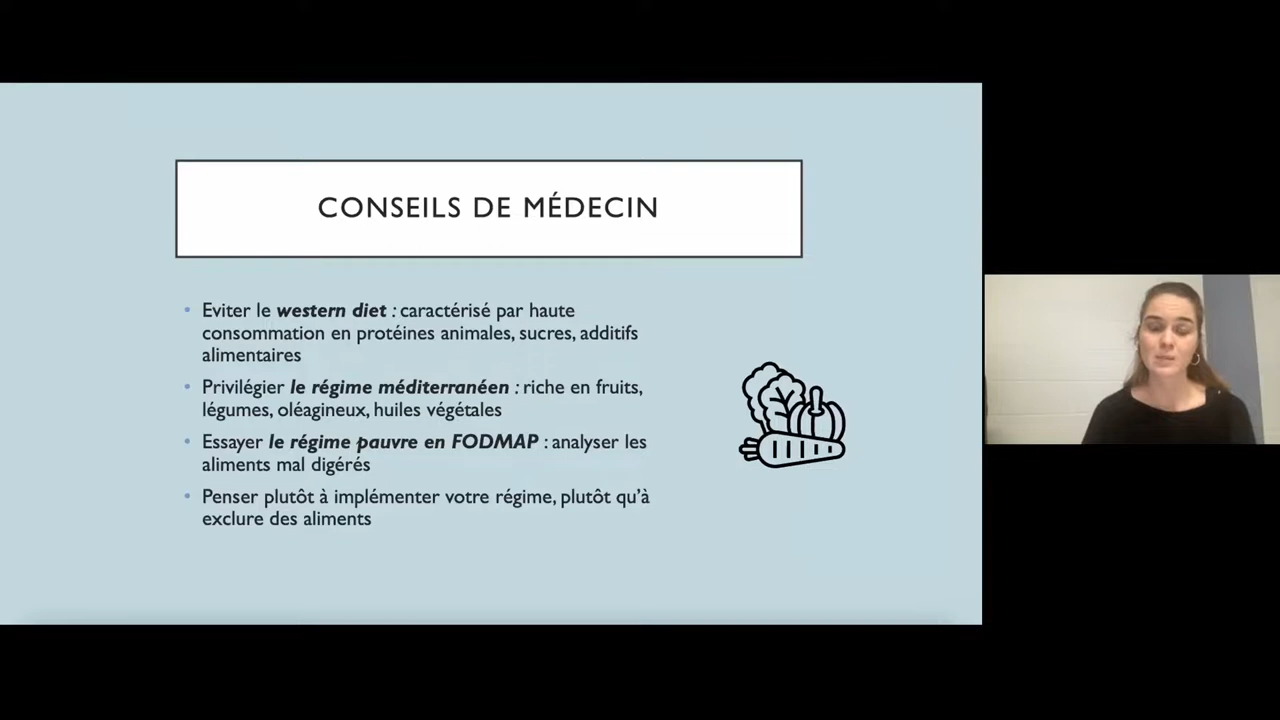 CONSEILS DE MÉDECIN
• Eviter le western diet : caractérisé par haute
consommation en protéines animales, sucres, additifs
alimentaires
• Privilégier le régime méditerranéen : riche en fruits,
légumes, oléagineux, huiles végétales
• Essayer le régime pauvre en FODMAP : analyser les
aliments mal digérés
• Penser plutôt à implémenter votre régime, plutôt qu'à
exclure des aliments